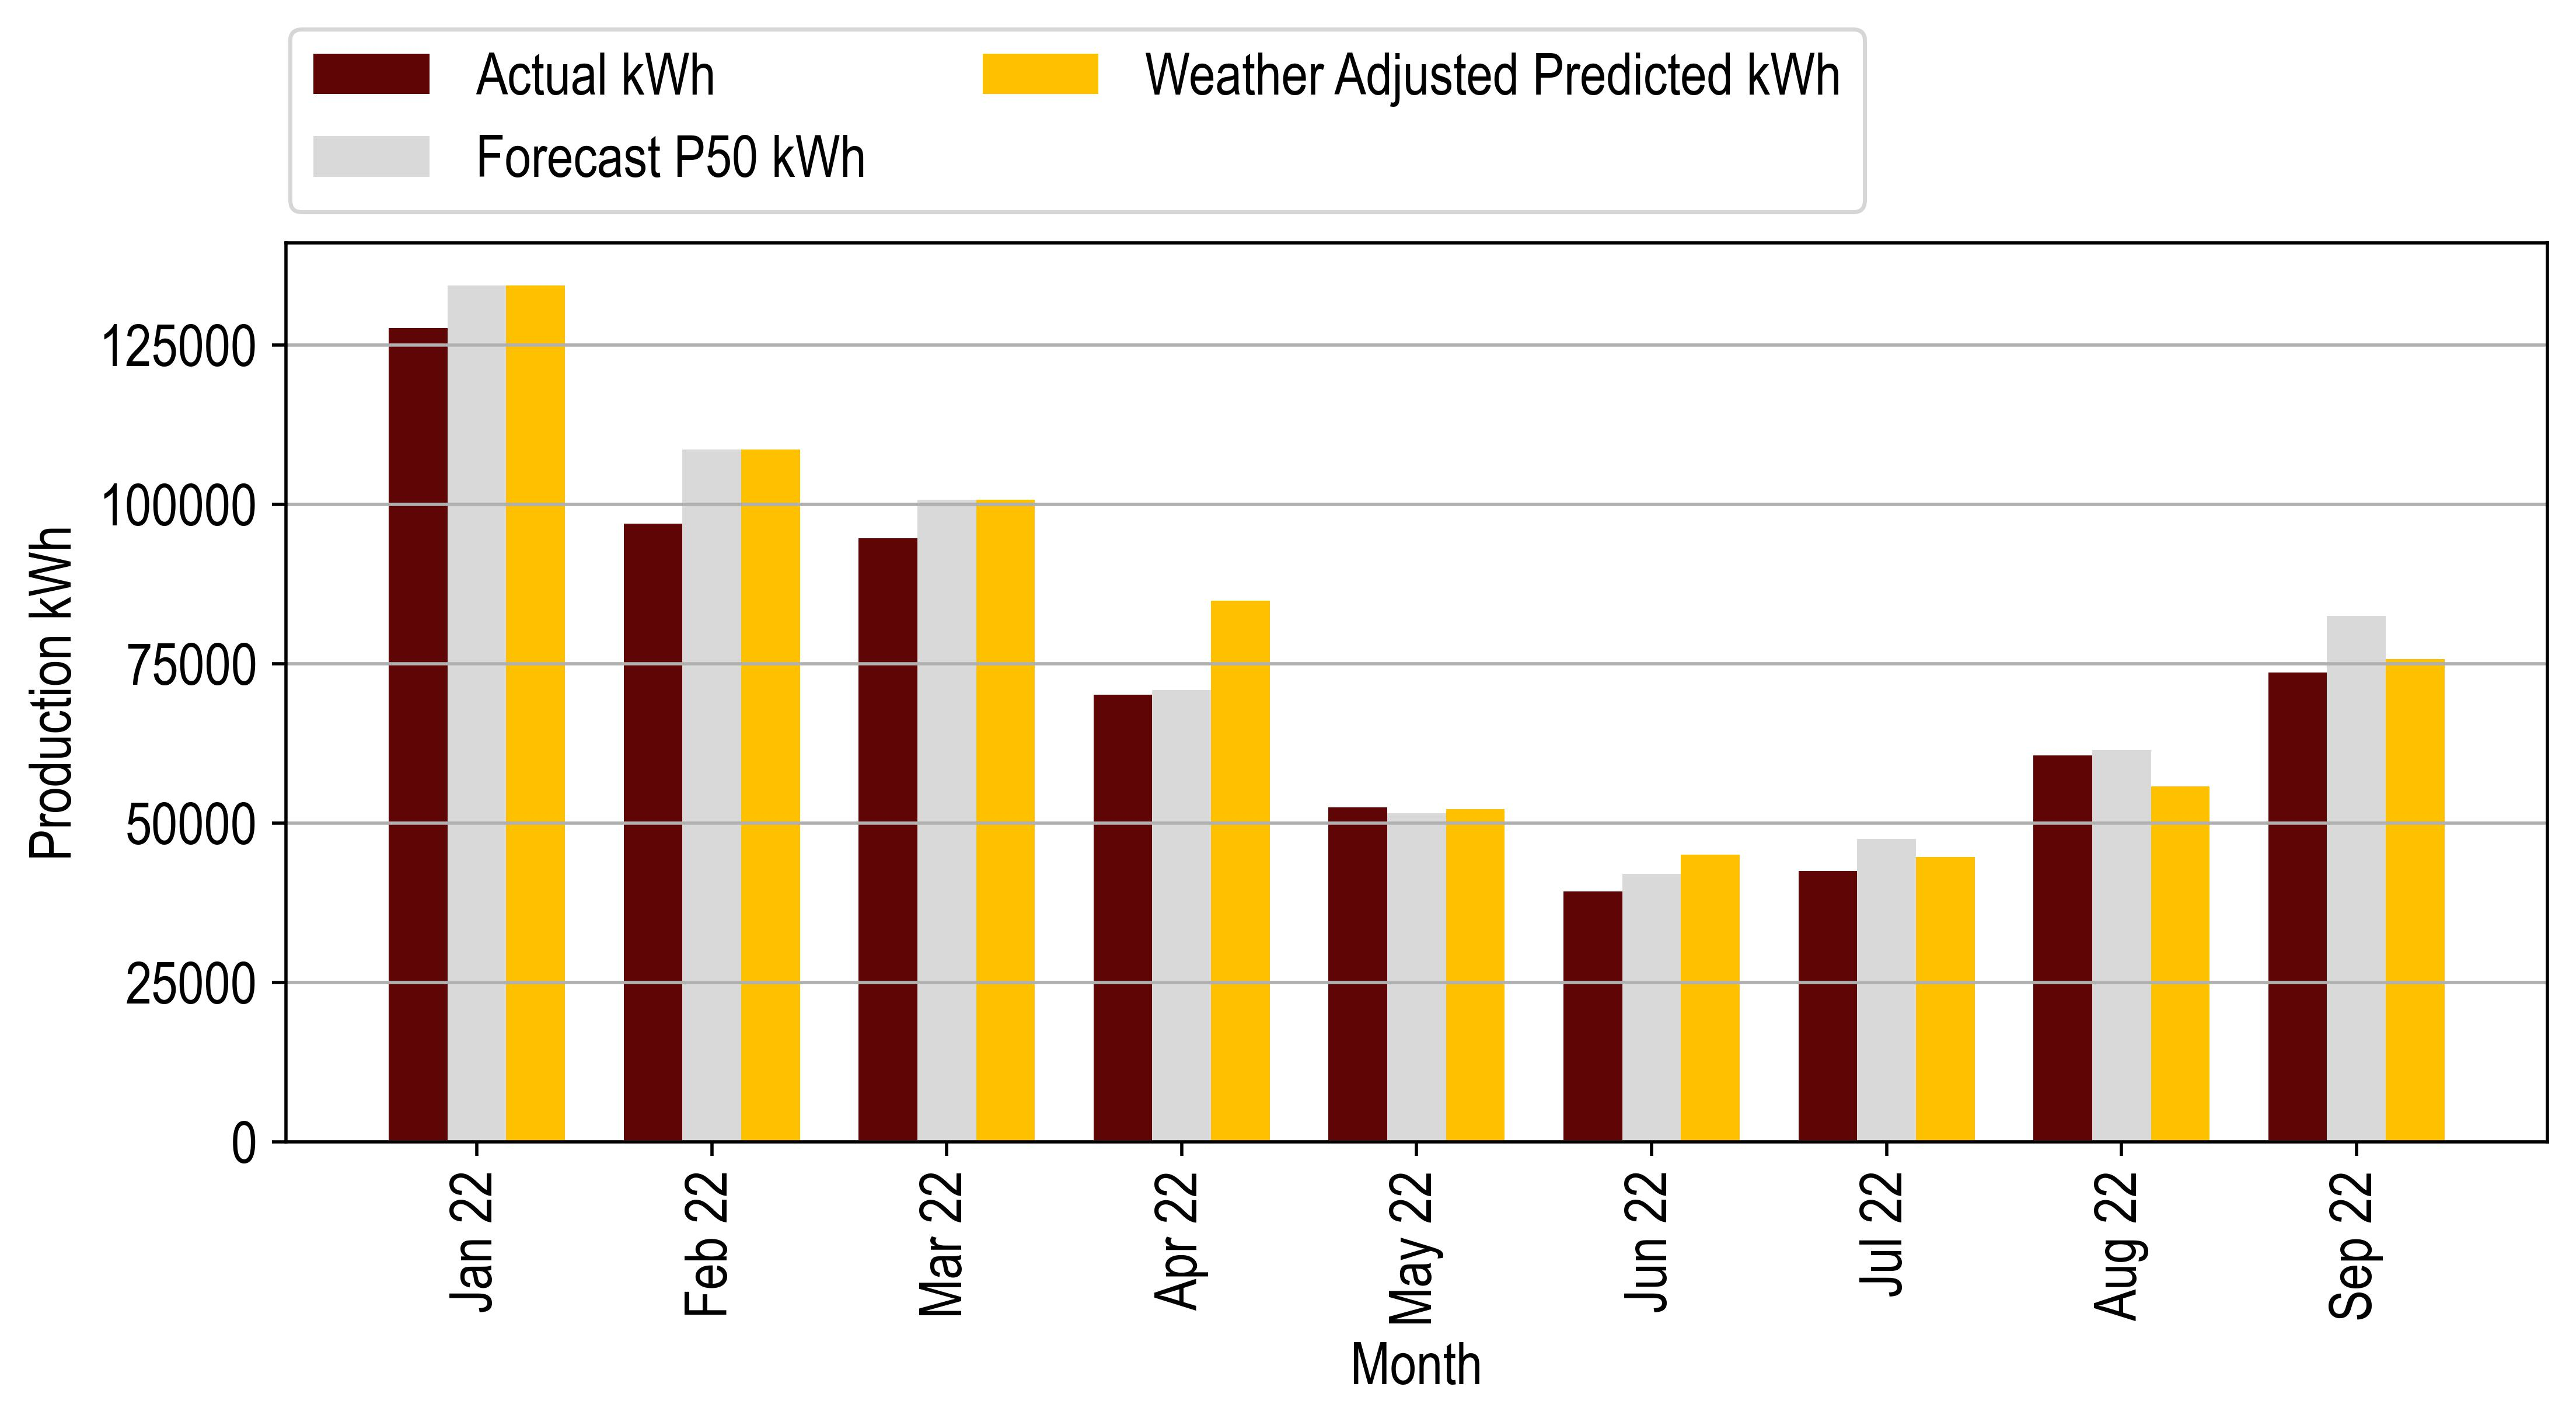 Actual kWh
Forecast P50 kWh
Weather Adjusted Predicted kWh
Production kWh
125000
100000
75000
50000
25000
0
Jan 22
Feb 22
Mar 22
Apr 22
May 22
Jun 22
Jul 22
Aug 22
Sep 22
Month